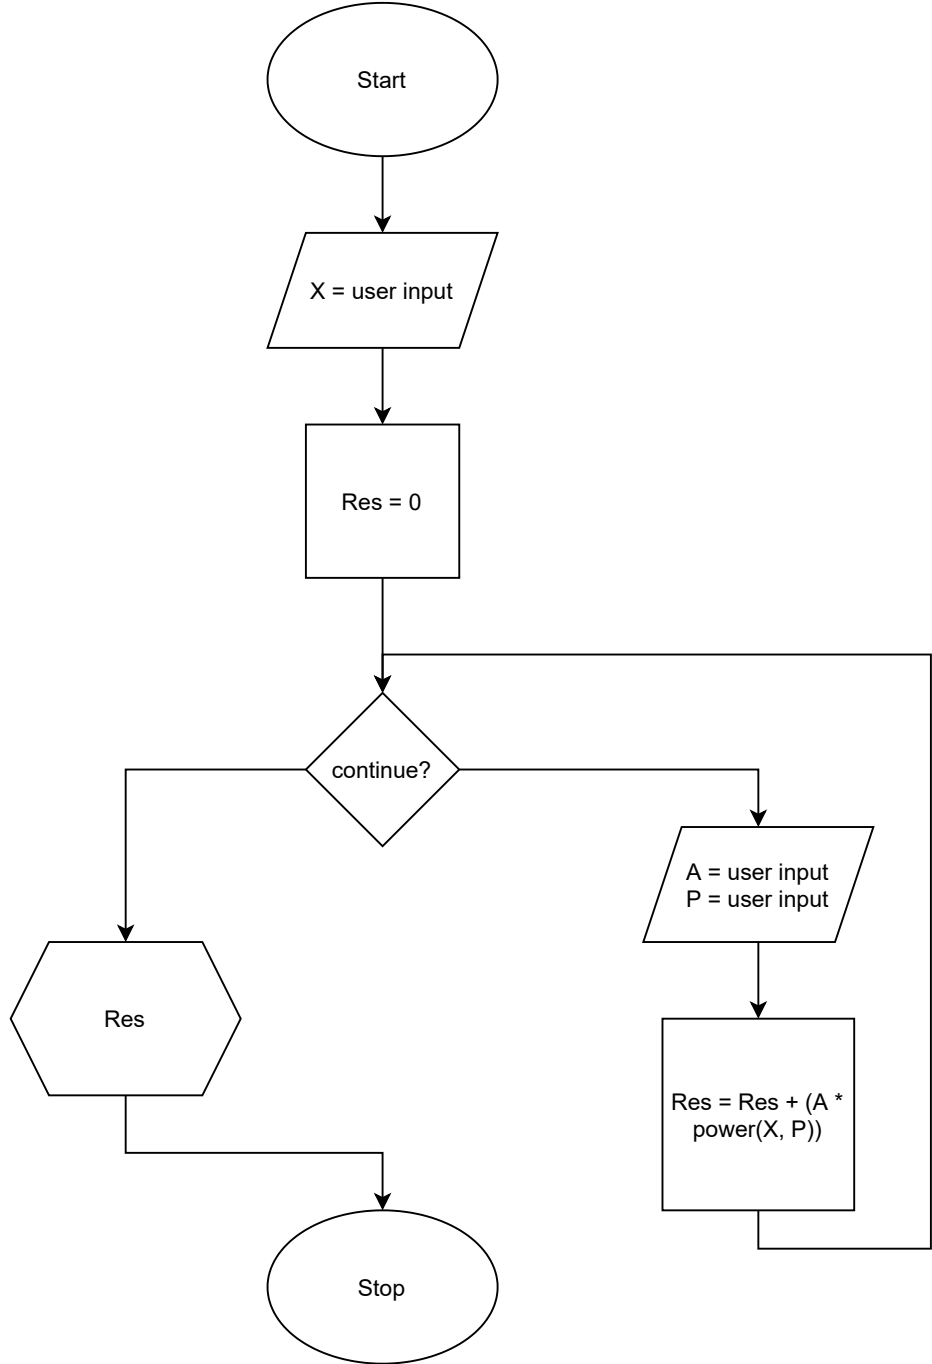 Start
X = user input
Res = 0
continue?
A = user input
P = user input
Res
Res = Res + (A *
power(X, P))
Stop